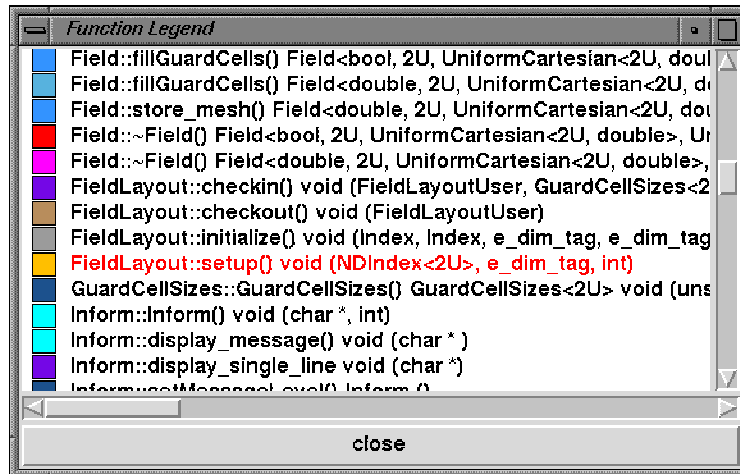 Function Legend
Field::fillGuardCells() Field<bool, 2U, UniformCartesian<2U, doul
Field::fillGuardCells() Field<double, 2U, UniformCartesian<2U, d
Field::store_mesh() Field<double, 2U, UniformCartesian<2U, dou
Field::~Field() Field<bool, 2U, UniformCartesian<2U, double>, Un
Field::~Field() Field<double, 2U, UniformCartesian<2U, double>,
FieldLayout::checkin() void (FieldLayoutUser, GuardCellSizes<2
FieldLayout::checkout() void (FieldLayoutUser)
FieldLayout::initialize() void (Index, Index, e_dim_tag, e_dim_tag
FieldLayout::setup() void (NDIndex<2U>, e_dim_tag, int)
GuardCellSizes::GuardCellSizes() GuardCellSizes<2U> void (uns
Inform::Inform() void (char *, int)
Inform::display_message() void (char * )
Inform::display_single_line void (char *)
Inform::setMessageLevel() Inform ()
close